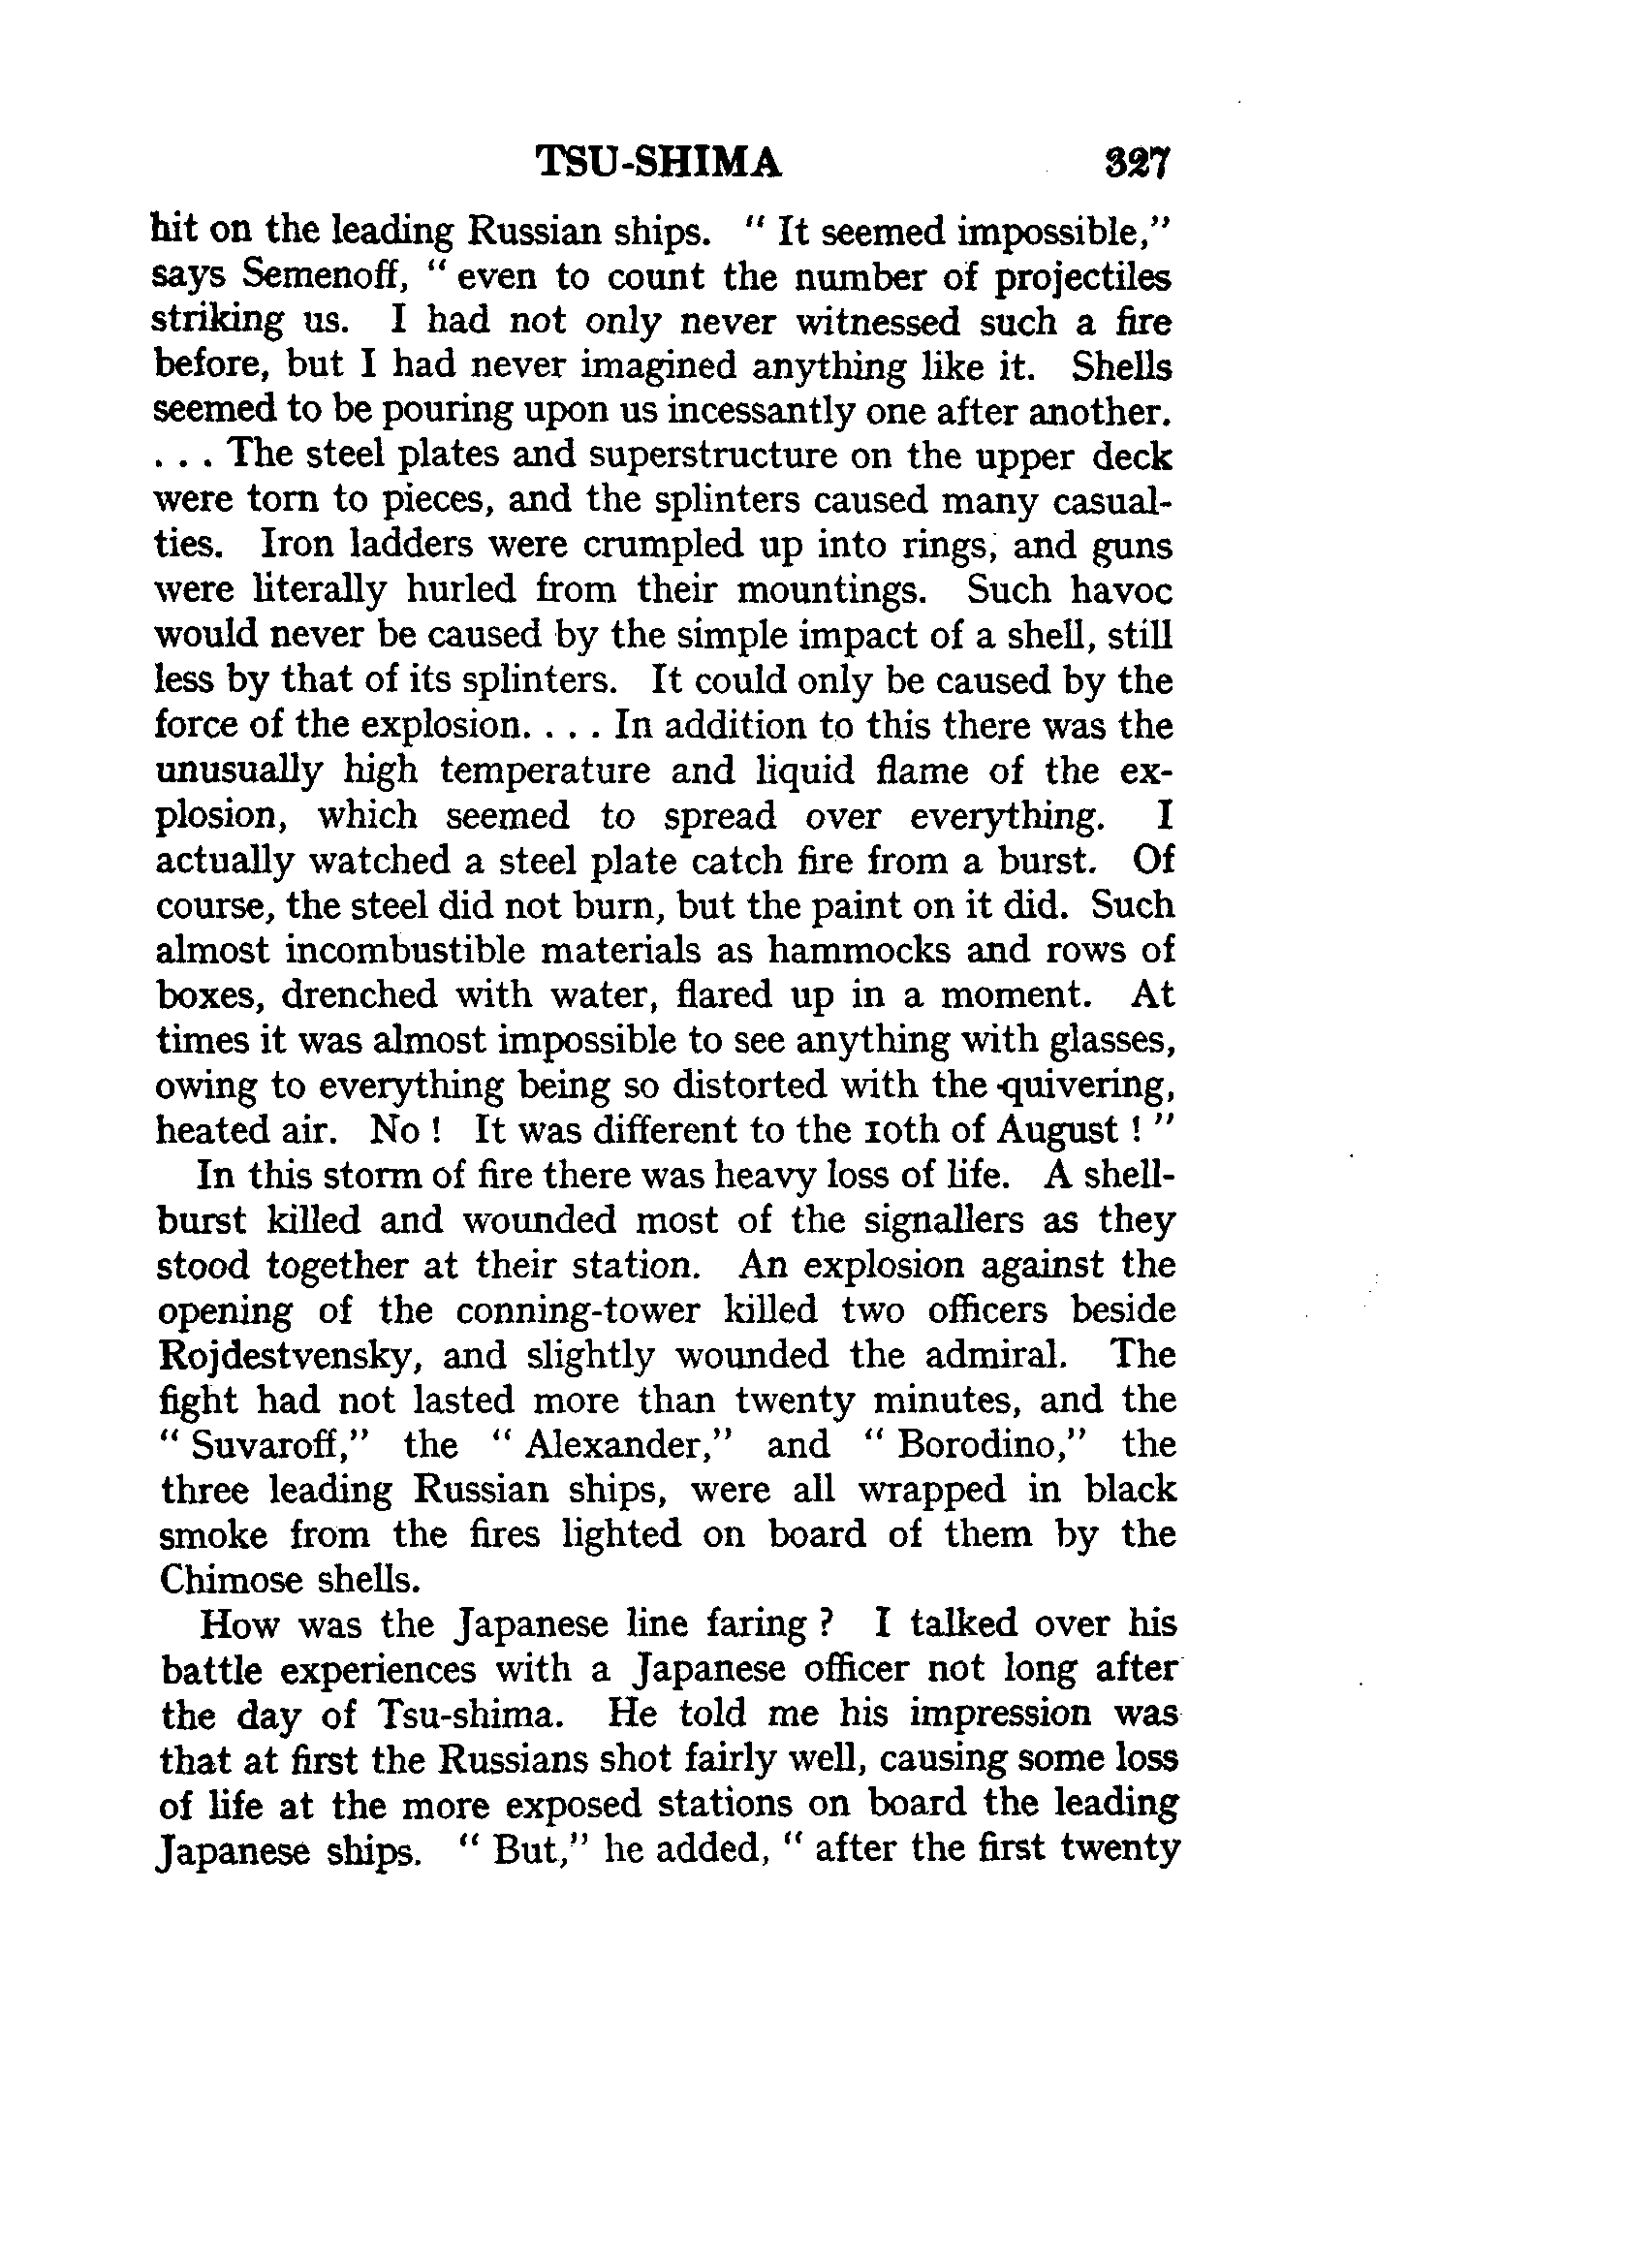 TSU-SHIMA 327
hit on the leading Russian ships. " It seemed impossible,"
says Semenoff, " even to count the number of projectiles
striking us. I had not only never witnessed such a fire
before, but I had never imagined anything like it. Shells
seemed to be pouring upon us incessantly one after another.
. . . The steel plates and superstructure on the upper deck
were torn to pieces, and the splinters caused many casual-
ties. Iron ladders were crumpled up into rings, and guns
were literally hurled from their mountings. Such havoc
would never be caused by the simple impact of a shell, still
less by that of its splinters. It could only be caused by the
force of the explosion. . . . In addition to this there was the
unusually high temperature and liquid flame of the ex-
plosion, which seemed to spread over everything. I
actually watched a steel plate catch fire from a burst. Of
course, the steel did not burn, but the paint on it did. Such
almost incombustible materials as hammocks and rows of
boxes, drenched with water, flared up in a moment. At
times it was almost impossible to see anything with glasses,
owing to everything being so distorted with the quivering,
heated air. No ! It was different to the 10th of August ! "
In this storm of fire there was heavy loss of life. A shell-
burst killed and wounded most of the signallers as they
stood together at their station. An explosion against the
opening of the conning-tower killed two officers beside
Rojdestvensky, and slightly wounded the admiral. The
fight had not lasted more than twenty minutes, and the
" Suvaroff," the " Alexander," and " Borodino," the
three leading Russian ships, were all wrapped in black
smoke from the fires lighted on board of them by the
Chimose shells.
How was the Japanese line faring ? I talked over his
battle experiences with a Japanese officer not long after
the day of Tsu-shima. He told me his impression was
that at first the Russians shot fairly well, causing some loss
of life at the more exposed stations on board the leading
Japanese ships. " But," he added, " after the first twenty